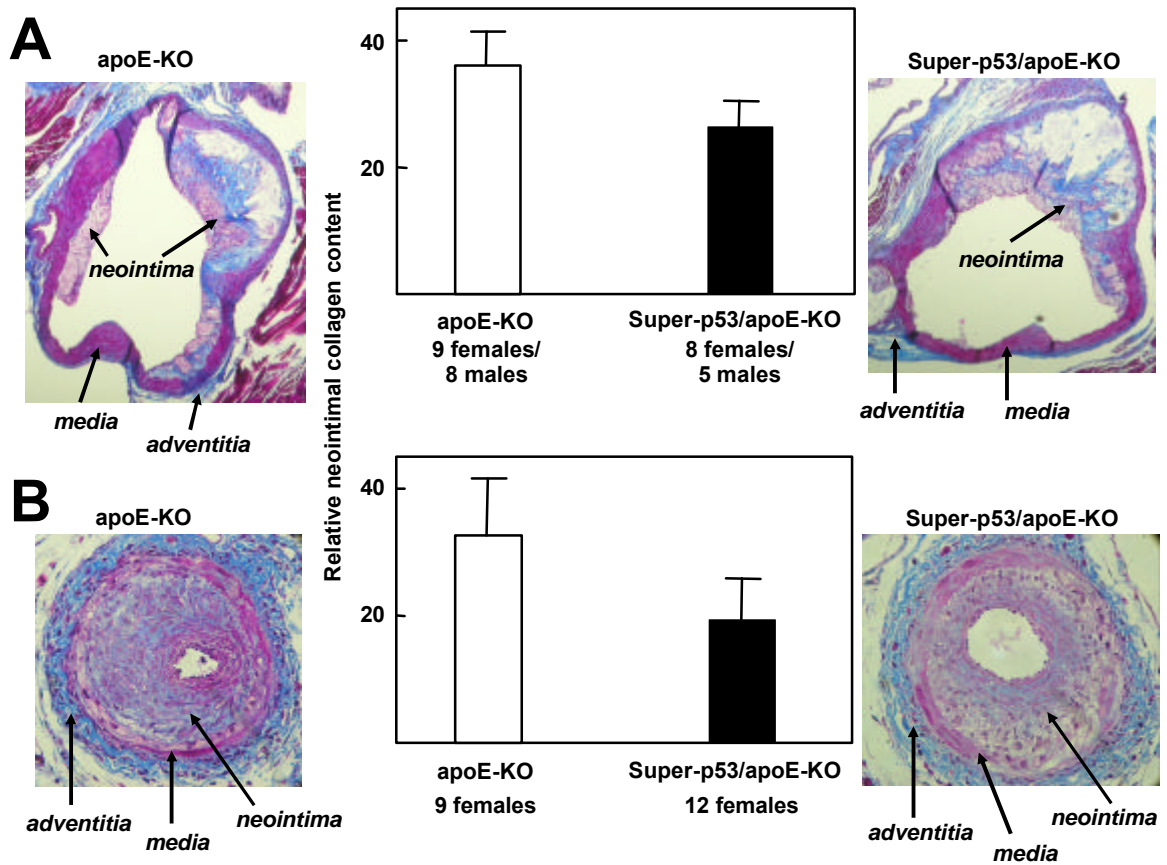 A
apoE-KO
neointima
media
adventitia
Relative neointimal collagen content
40
20
apoE-KO
9 females/
8 males
Super-p53/apoE-KO
8 females/
5 males
Super-p53/apoE-KO
neointima
adventitia
media
B
apoE-KO
adventitia
media
neointima
40
20
apoE-KO
9 females
Super-p53/apoE-KO
12 females
Super-p53/apoE-KO
adventitia
media
neointima